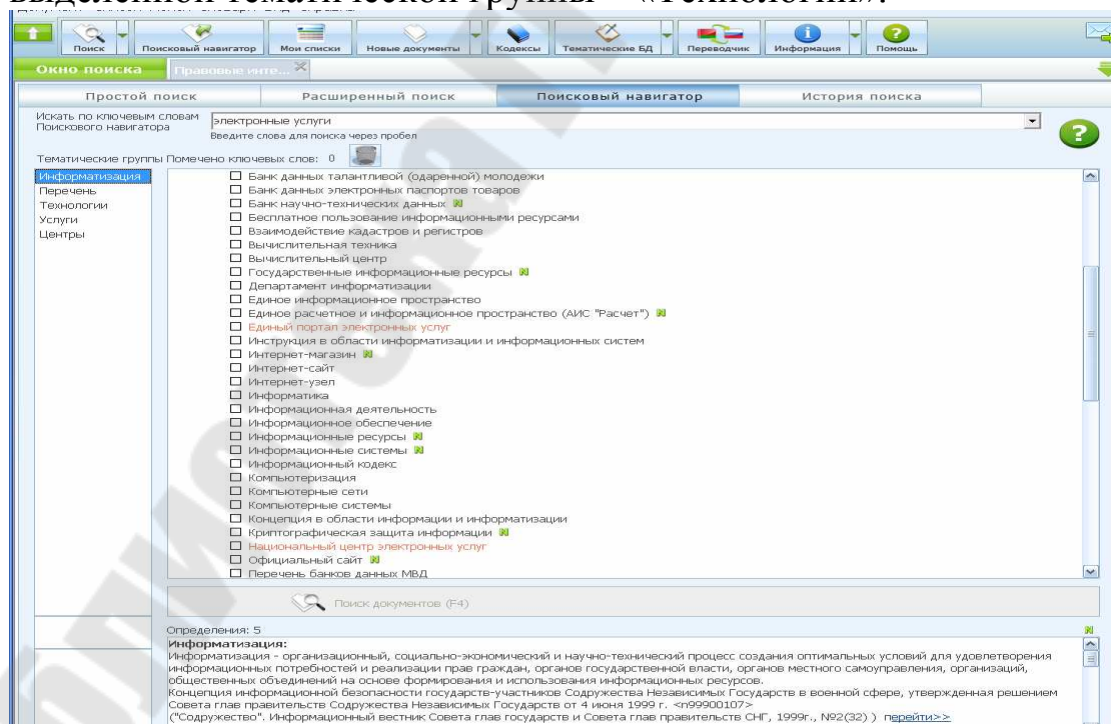 выделенной тематической группы – «Технологии».
Поиск
Поисковый навигатор
Мои списки
Новые документы
Кодексы
Тематические БД
Переводчик
Информация
Помощь
Окно поиска
Правовые инте...
Простой поиск
Расширенный поиск
Поисковый навигатор
История поиска
Искать по ключевым словам Поискового навигатора
электронные услуги
Введите слова для поиска через пробел
Тематические группы Помечено ключевых слов: 0
Информатизация
Перечень
Технологии
Услуги
Центры
Банк данных талантливой (одаренной) молодежи
Банк данных электронных паспортов товаров
Банк научно-технических данных N
Бесплатное пользование информационными ресурсами
Взаимодействие кадастров и регистров
Вычислительная техника
Вычислительный центр
Государственные информационные ресурсы N
Департамент информатизации
Единое информационное пространство
Единое расчетное и информационное пространство (АИС "Расчет") N
Единый портал электронных услуг
Инструкция в области информатизации и информационных систем
Интернет-магазин N
Интернет-сайт
Интернет-узел
Информатика
Информационная деятельность
Информационное обеспечение
Информационные ресурсы N
Информационные системы N
Информационный кодекс
Компьютеризация
Компьютерные сети
Компьютерные системы
Концепция в области информации и информатизации
Криптографическая защита информации N
Национальный центр электронных услуг
Официальный сайт N
Перечень банков данных МВД
Поиск документов (F4)
Определения: 5 N
Информатизация:
Информатизация - организационный, социально-экономический и научно-технический процесс создания оптимальных условий для удовлетворения
информационных потребностей и реализации прав граждан, органов государственной власти, органов местного самоуправления, организаций,
общественных объединений на основе формирования и использования информационных ресурсов.
Концепция информационной безопасности государств-участников Содружества Независимых Государств в военной сфере, утвержденная решением
Совета глав правительств Содружества Независимых Государств от 4 июня 1999 г. <n99900107>
("Содружество". Информационный вестник Совета глав государств и Совета глав правительств СНГ, 1999г., N92(32) ) перейти>>